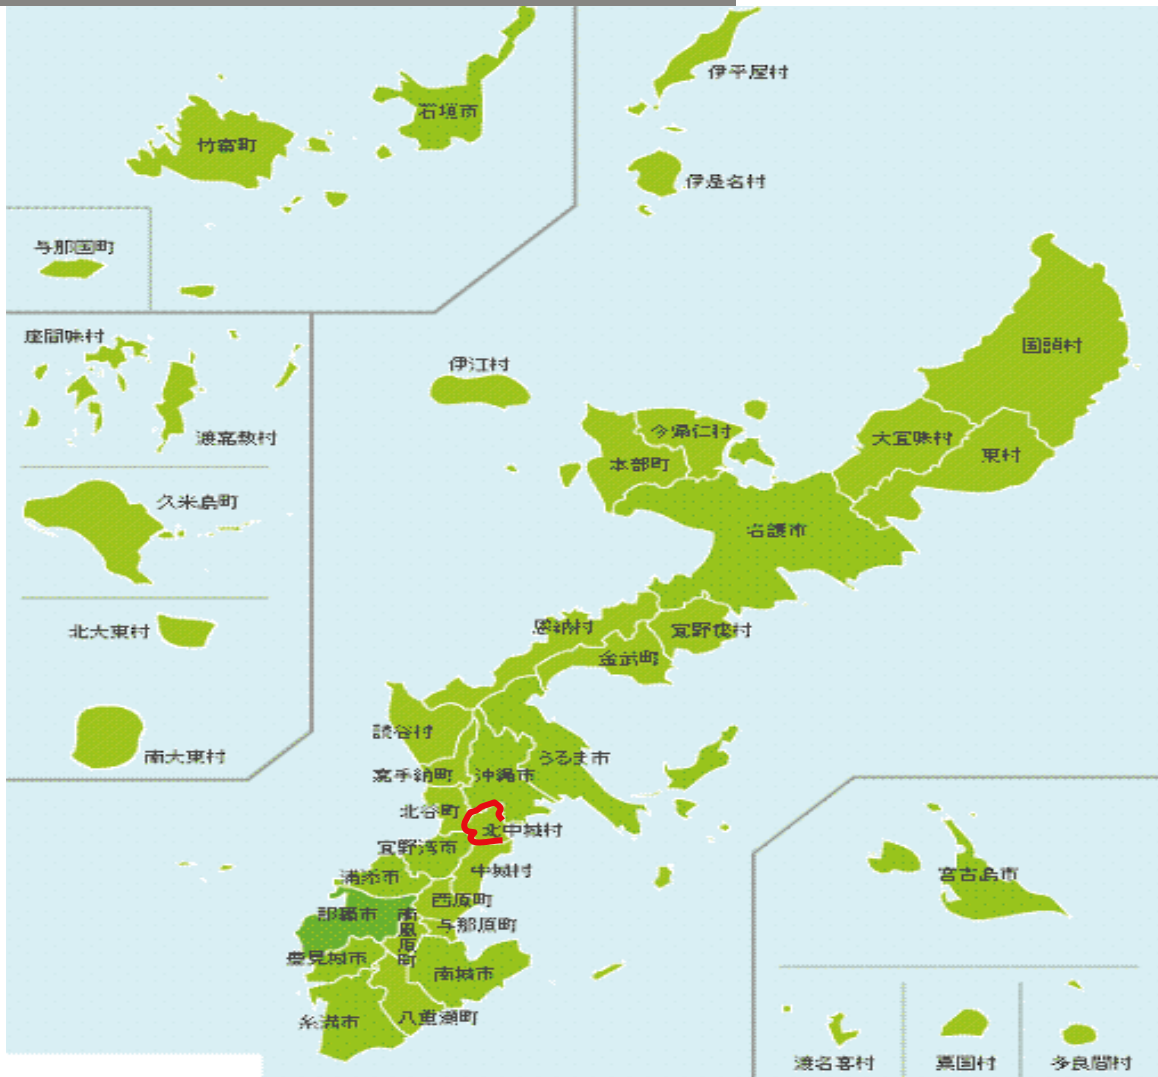 伊平屋村
石垣市
竹富町
伊是名村
与那国町
座間味村
国頭村
伊江村
渡嘉敷村
今帰仁村
大宜味村
本部町
東村
久米島町
名護市
恩納村
宜野座村
北大東村
金武町
読谷村
南大東村
うるま市
嘉手納町
沖縄市
北谷町
北中城村
宜野湾市
中城村
浦添市
宮古島市
西原町
那覇市
南風原町
与那原町
豊見城市
南城市
糸満市
八重瀬町
渡名喜村
粟国村
多良間村